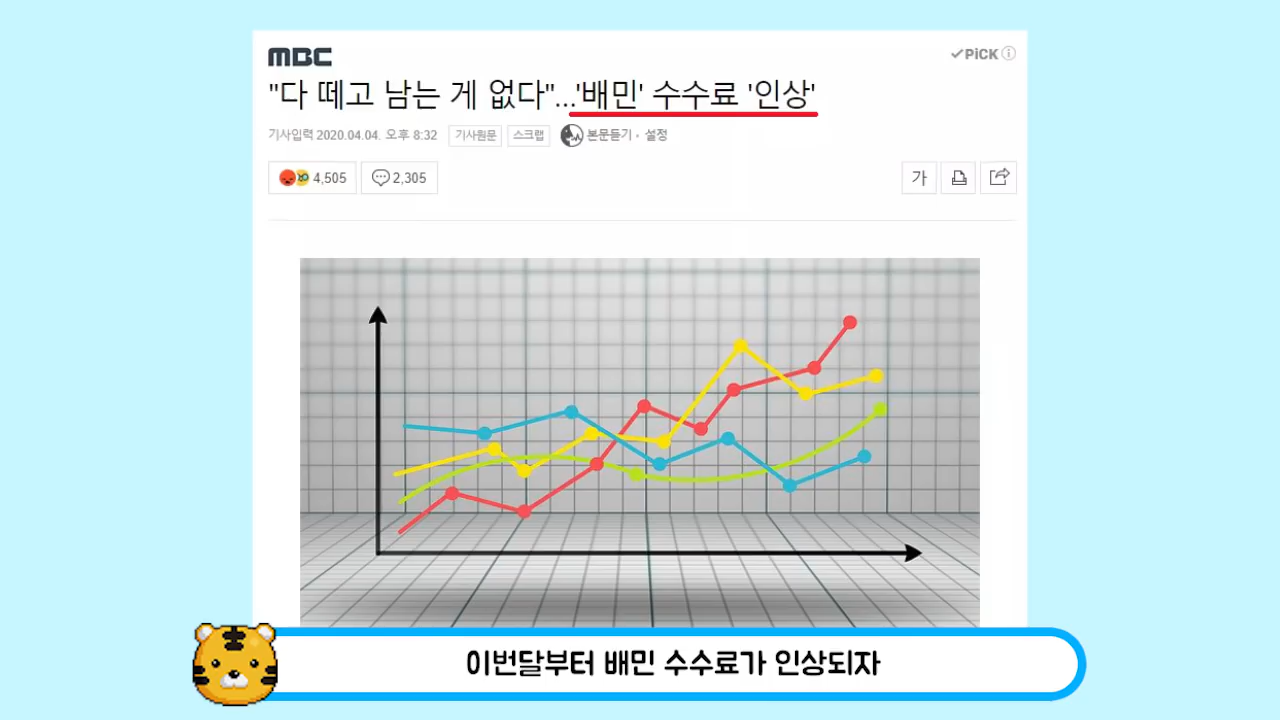 MBC
✓PiCK ⓘ
"다 떼고 남는 게 없다"...'배민' 수수료 '인상'
기사입력 2020.04.04. 오후 8:32 기사원문 스크랩 본문듣기 · 설정
4,505 2,305 가
이번달부터 배민 수수료가 인상되자